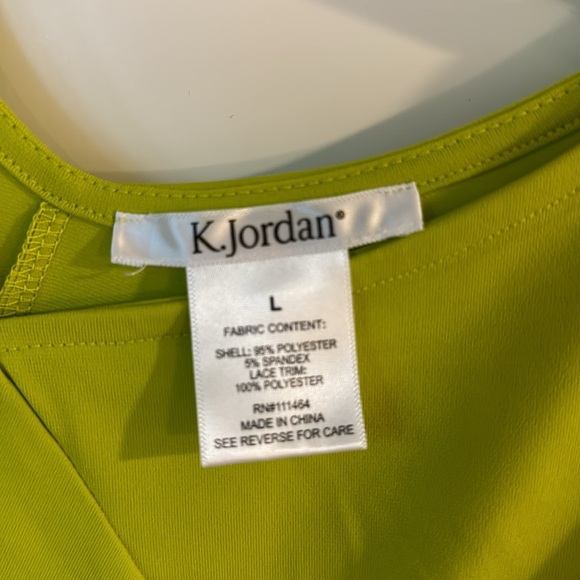 K.Jordan®
L
FABRIC CONTENT:
SHELL: 95% POLYESTER
5% SPANDEX
LACE TRIM:
100% POLYESTER
RN#111464
MADE IN CHINA
SEE REVERSE FOR CARE